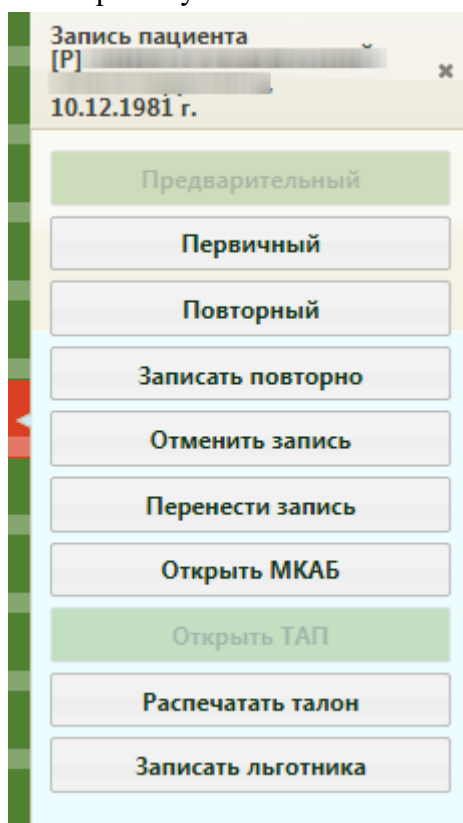 Запись пациента
[Р]
10.12.1981 г.
Предварительный
Первичный
Повторный
Записать повторно
Отменить запись
Перенести запись
Открыть МКАБ
Открыть ТАП
Распечатать талон
Записать льготника